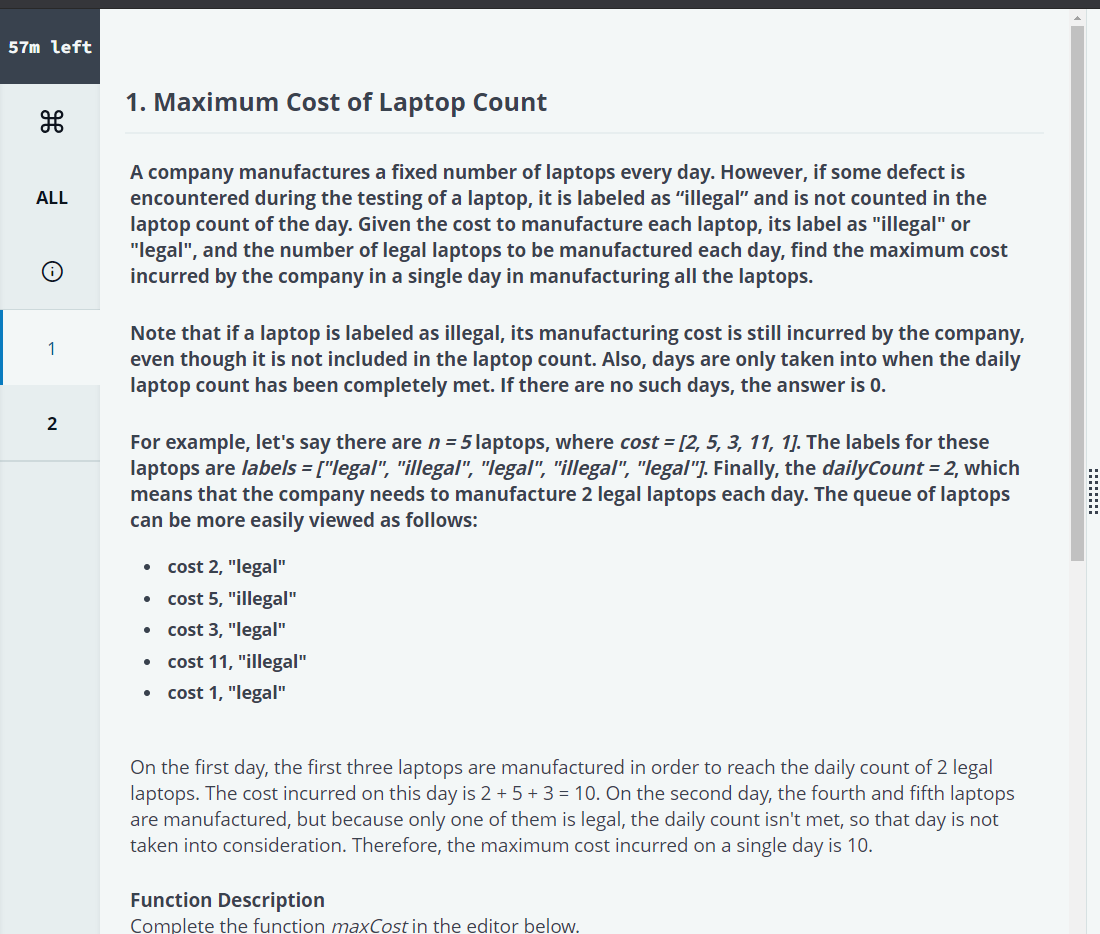 57m left
ALL
1
2
1. Maximum Cost of Laptop Count
A company manufactures a fixed number of laptops every day. However, if some defect is
encountered during the testing of a laptop, it is labeled as “illegal” and is not counted in the
laptop count of the day. Given the cost to manufacture each laptop, its label as "illegal" or
"legal", and the number of legal laptops to be manufactured each day, find the maximum cost
incurred by the company in a single day in manufacturing all the laptops.
Note that if a laptop is labeled as illegal, its manufacturing cost is still incurred by the company,
even though it is not included in the laptop count. Also, days are only taken into when the daily
laptop count has been completely met. If there are no such days, the answer is 0.
For example, let's say there are n = 5 laptops, where cost = [2, 5, 3, 11, 1]. The labels for these
laptops are labels = ["legal", "illegal", "legal", "illegal", "legal"]. Finally, the dailyCount = 2, which
means that the company needs to manufacture 2 legal laptops each day. The queue of laptops
can be more easily viewed as follows:
• cost 2, "legal"
• cost 5, "illegal"
• cost 3, "legal"
• cost 11, "illegal"
• cost 1, "legal"
On the first day, the first three laptops are manufactured in order to reach the daily count of 2 legal
laptops. The cost incurred on this day is 2 + 5 + 3 = 10. On the second day, the fourth and fifth laptops
are manufactured, but because only one of them is legal, the daily count isn't met, so that day is not
taken into consideration. Therefore, the maximum cost incurred on a single day is 10.
Function Description
Complete the function maxCost in the editor below.